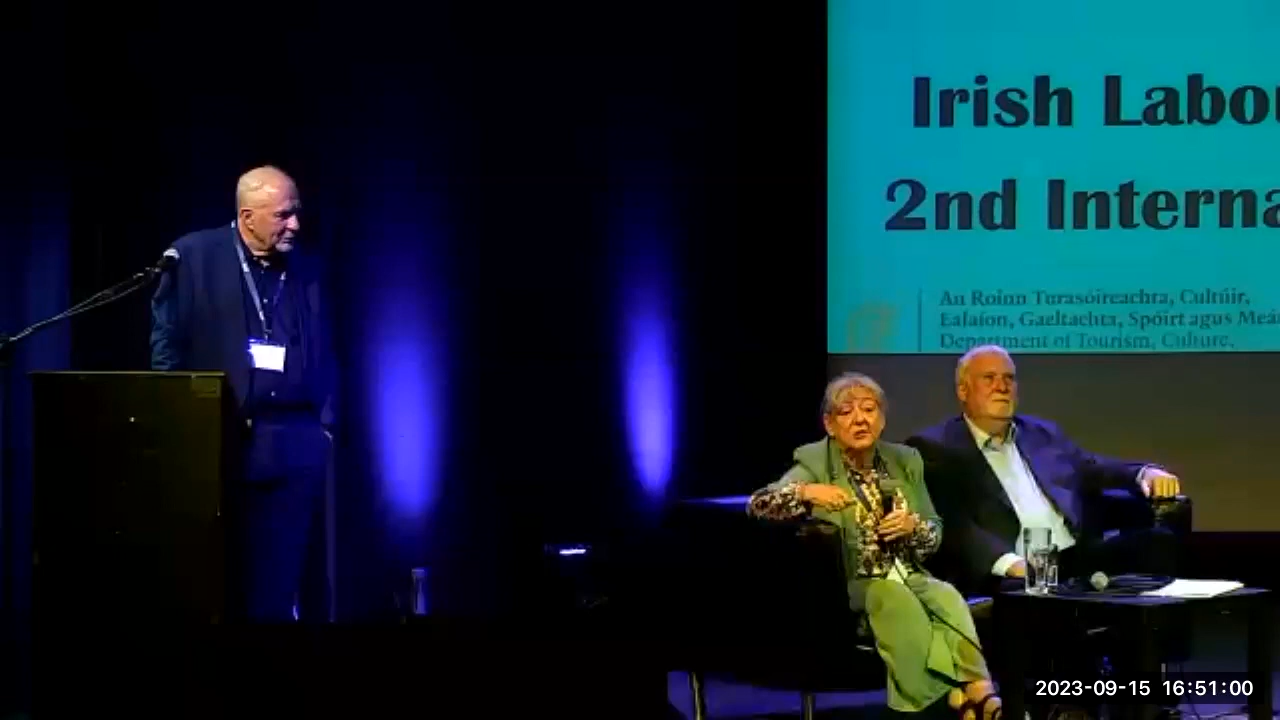 Irish Labo
2nd Interna
An Roinn Turasóireachta, Cultúir,
Ealaíon, Gaeltachta, Spóirt agus Meá
Department of Tourism, Culture,
2023-09-15 16:51:00